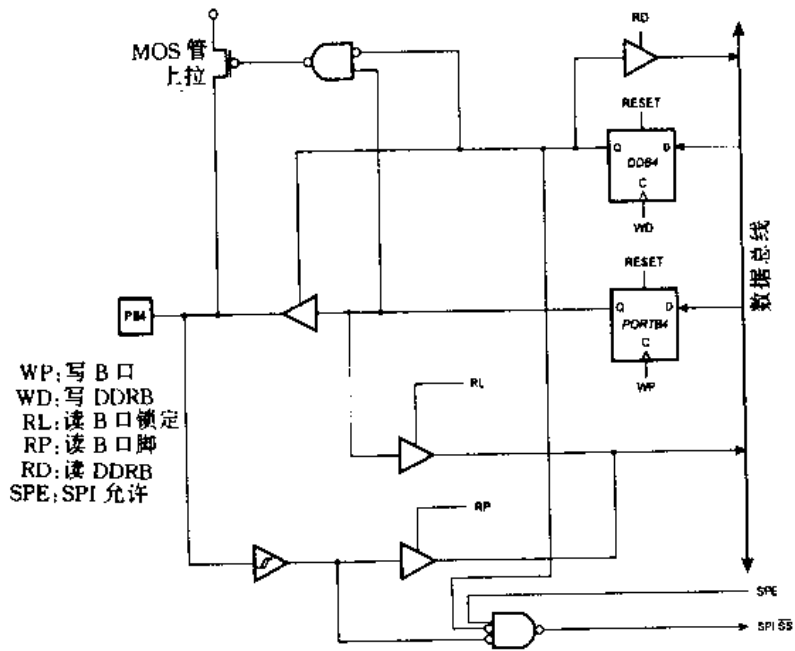 RD
MOS 管
上拉
RESET
Q
D
DDB4
C
WD
RESET
数据总线
PB4
Q
D
PORTB4
C
WP
WP:写 B 口
WD:写 DDRB
RL:读 B 口锁定
RP:读 B 口脚
RD:读 DDRB
SPE:SPI 允许
RL
RP
SPE
SPI S̅S̅